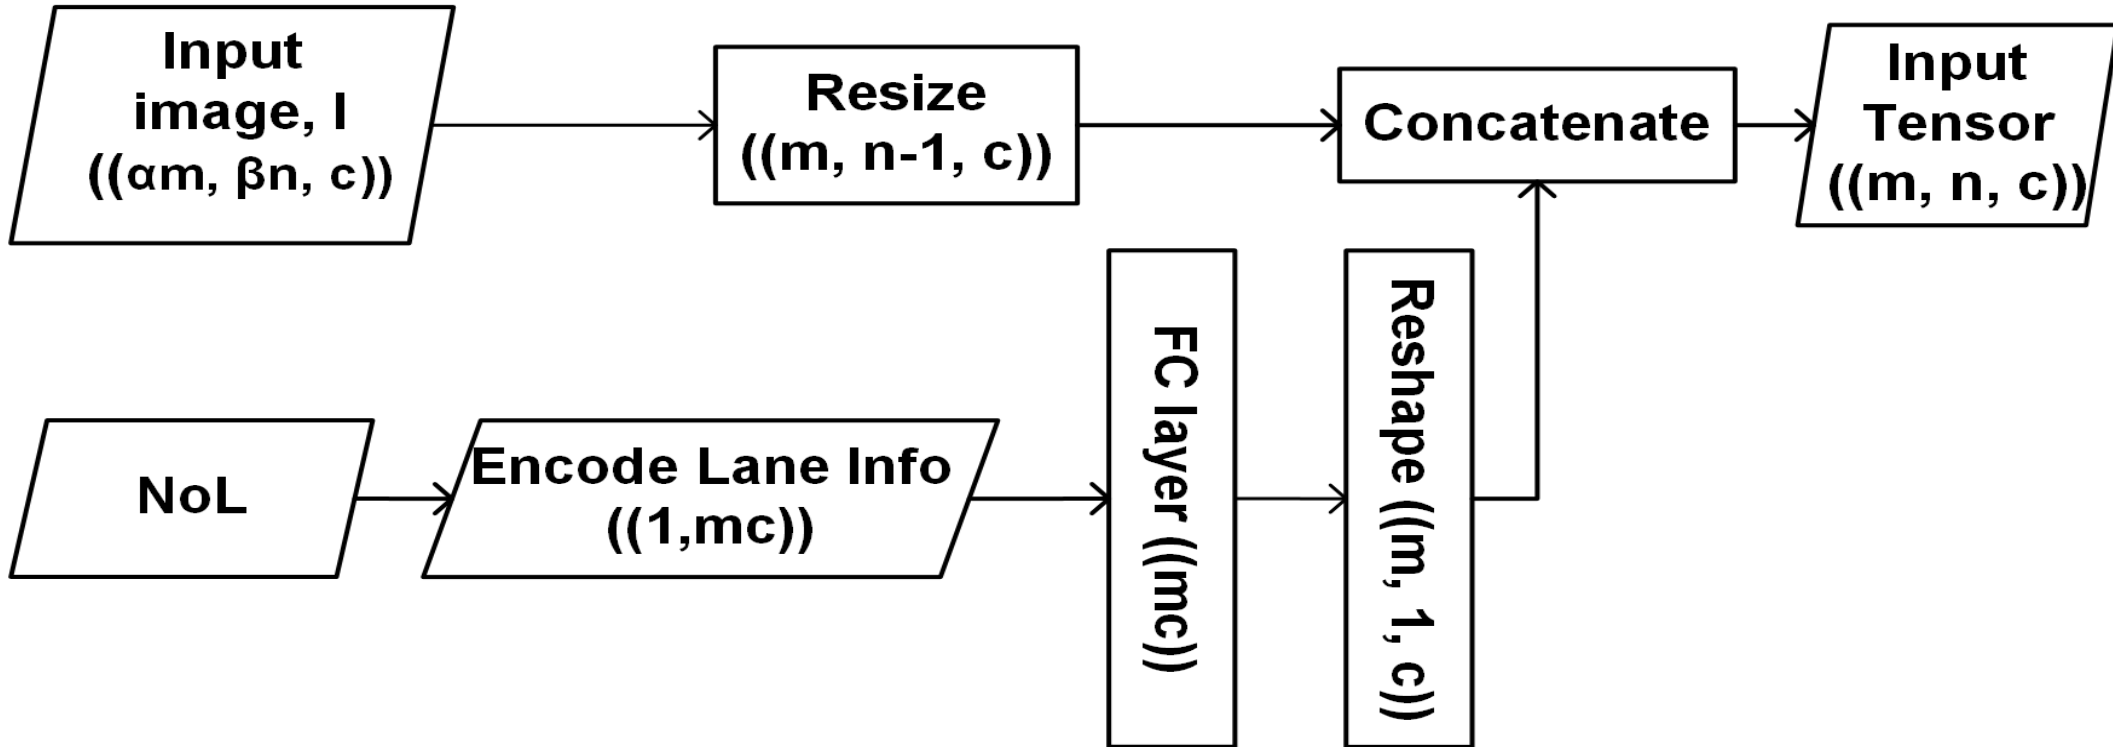 Input
image, I
((αm, βn, c))
Resize
((m, n-1, c))
Concatenate
Input
Tensor
((m, n, c))
NoL
Encode Lane Info
((1,mc))
FC layer ((mc))
Reshape ((m, 1, c))